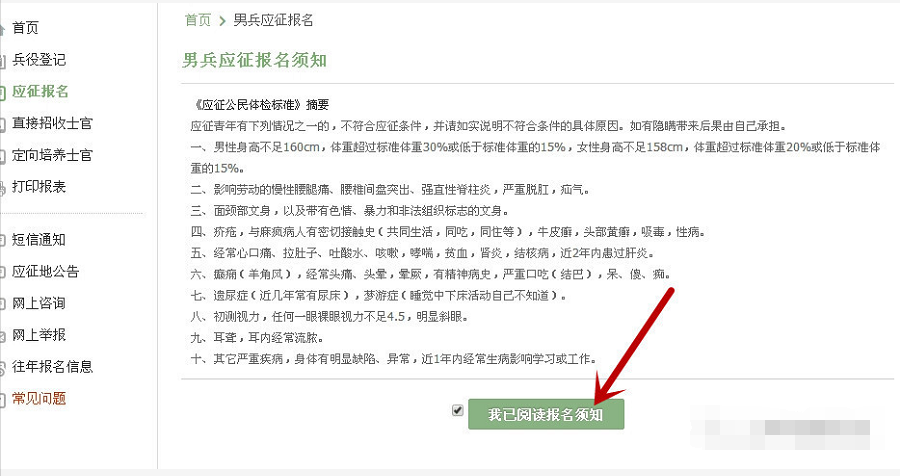 首页
兵役登记
应征报名
直接招收士官
定向培养士官
打印报表
短信通知
应征地公告
网上咨询
网上举报
往年报名信息
常见问题
首页 > 男兵应征报名
男兵应征报名须知
《应征公民体检标准》摘要
应征青年有下列情况之一的，不符合应征条件，并请如实说明不符合条件的具体原因。如有隐瞒带来后果由自己承担。
一、男性身高不足160cm，体重超过标准体重30%或低于标准体重的15%，女性身高不足158cm，体重超过标准体重20%或低于标准体
重的15%。
二、影响劳动的慢性腰腿痛、腰椎间盘突出、强直性脊柱炎，严重脱肛，疝气。
三、面颈部文身，以及带有色情、暴力和非法组织标志的文身。
四、疥疮，与麻疯病人有密切接触史（共同生活，同吃，同住等），牛皮癣，头部黄癣，吸毒，性病。
五、经常心口痛、拉肚子、吐酸水、咳嗽，哮喘，贫血，肾炎，结核病，近2年内患过肝炎。
六、癫痫（羊角风），经常头痛、头晕，晕厥，有精神病史，严重口吃（结巴），呆、傻、痴。
七、遗尿症（近几年常有尿床），梦游症（睡觉中下床活动自己不知道）。
八、初测视力，任何一眼裸眼视力不足4.5，明显斜眼。
九、耳聋，耳内经常流脓。
十、其它严重疾病，身体有明显缺陷、异常，近1年内经常生病影响学习或工作。
我已阅读报名须知